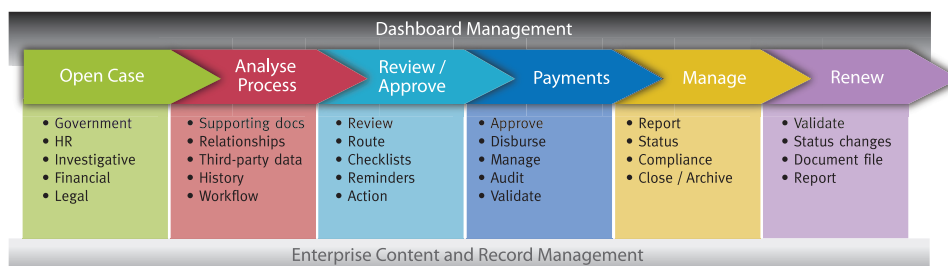 Dashboard Management
Open Case
Analyse
Process
Review /
Approve
Payments
Manage
Renew
• Government
• HR
• Investigative
• Financial
• Legal
• Supporting docs
• Relationships
• Third-party data
• History
• Workflow
• Review
• Route
• Checklists
• Reminders
• Action
• Approve
• Disburse
• Manage
• Audit
• Validate
• Report
• Status
• Compliance
• Close / Archive
• Validate
• Status changes
• Document file
• Report
Enterprise Content and Record Management